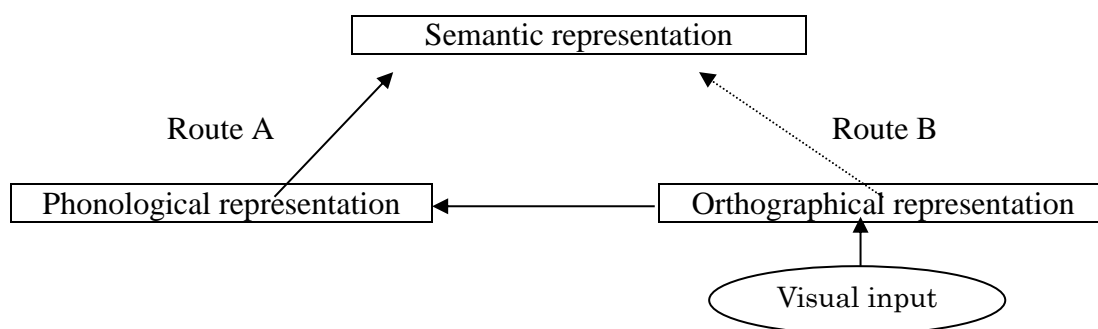 Semantic representation
Route A
Route B
Phonological representation
Orthographical representation
Visual input